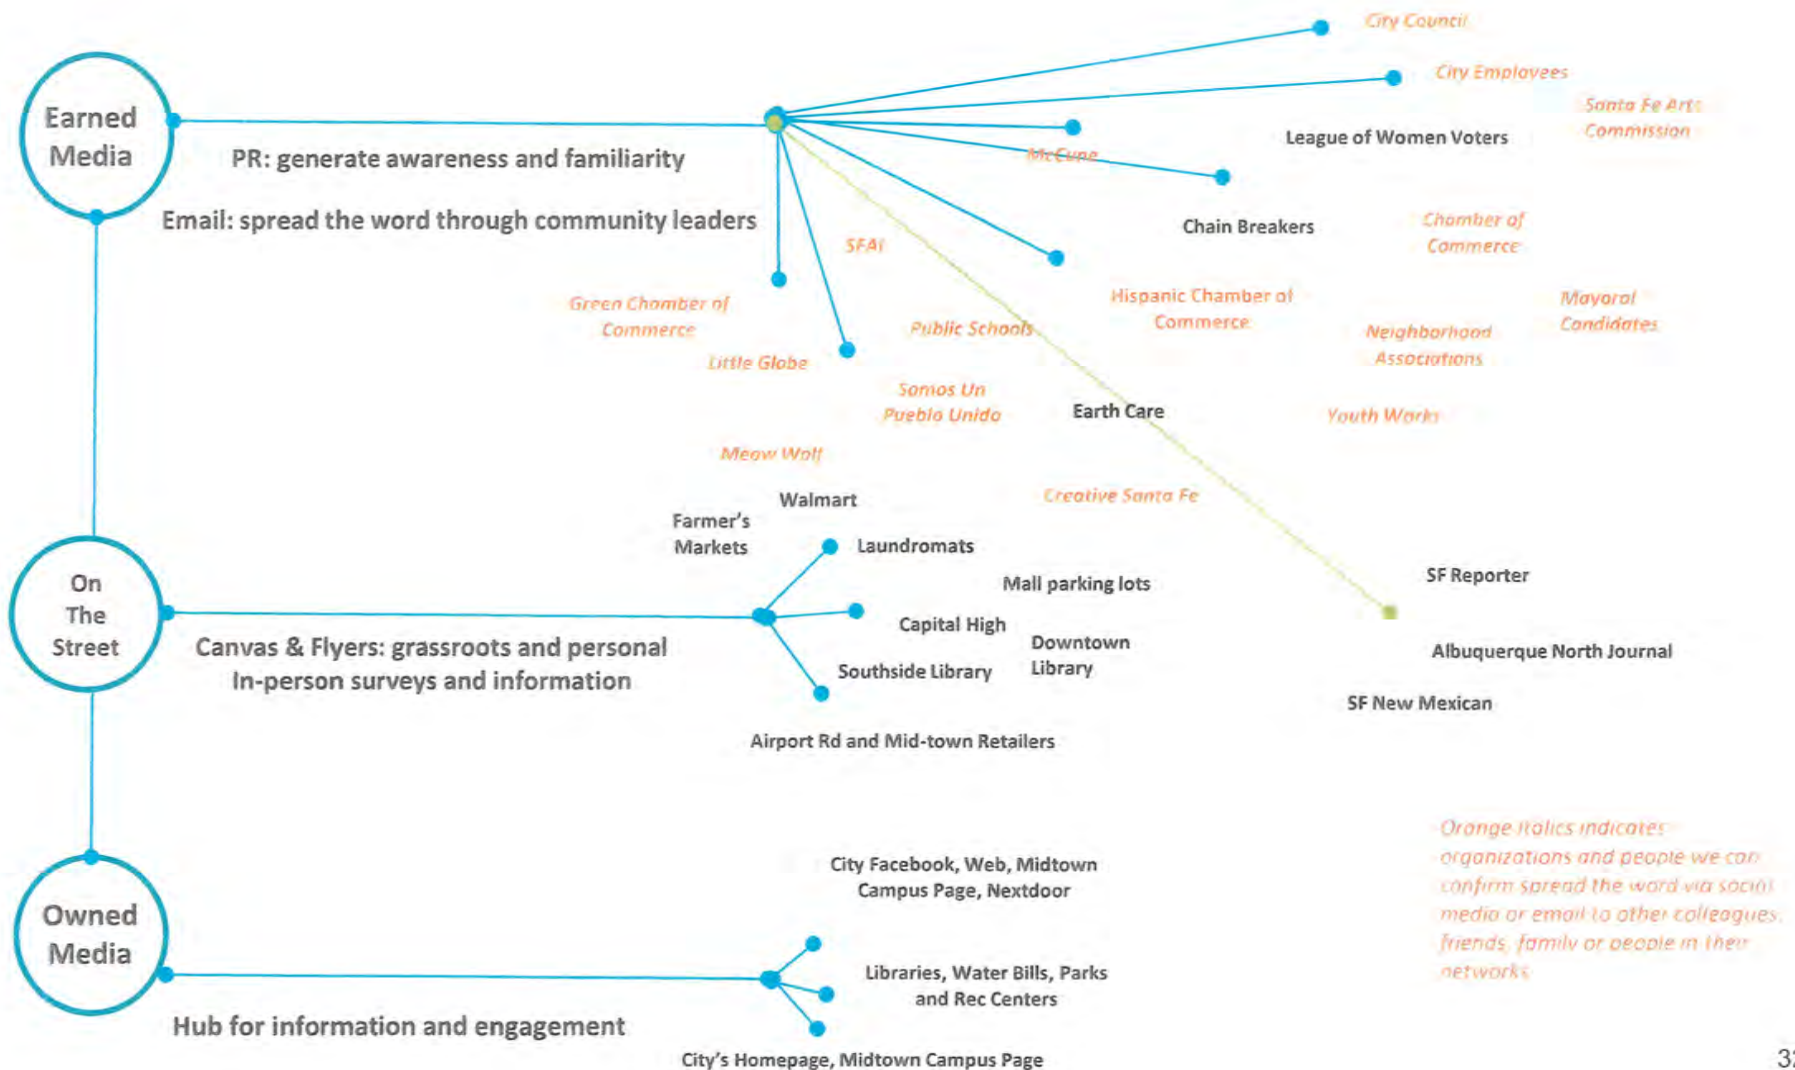 Earned
Media
PR: generate awareness and familiarity
Email: spread the word through community leaders
City Council
City Employees
Santa Fe Arts
Commission
League of Women Voters
McCune
Chain Breakers
Chamber of
Commerce
SFAI
Green Chamber of
Commerce
Hispanic Chamber of
Commerce
Mayoral
Candidates
Public Schools
Neighborhood
Associations
Little Globe
Somos Un
Pueblo Unido
Earth Care
Youth Works
Meow Wolf
Creative Santa Fe
On
The
Street
Canvas & Flyers: grassroots and personal
In-person surveys and information
Walmart
Farmer's
Markets
Laundromats
Mall parking lots
Capital High
Downtown
Library
Southside Library
Airport Rd and Mid-town Retailers
SF Reporter
Albuquerque North Journal
SF New Mexican
Owned
Media
Hub for information and engagement
City Facebook, Web, Midtown
Campus Page, Nextdoor
Libraries, Water Bills, Parks
and Rec Centers
City's Homepage, Midtown Campus Page
Orange italics indicates
organizations and people we can
confirm spread the word via social
media or email to other colleagues,
friends, family or people in their
networks
32